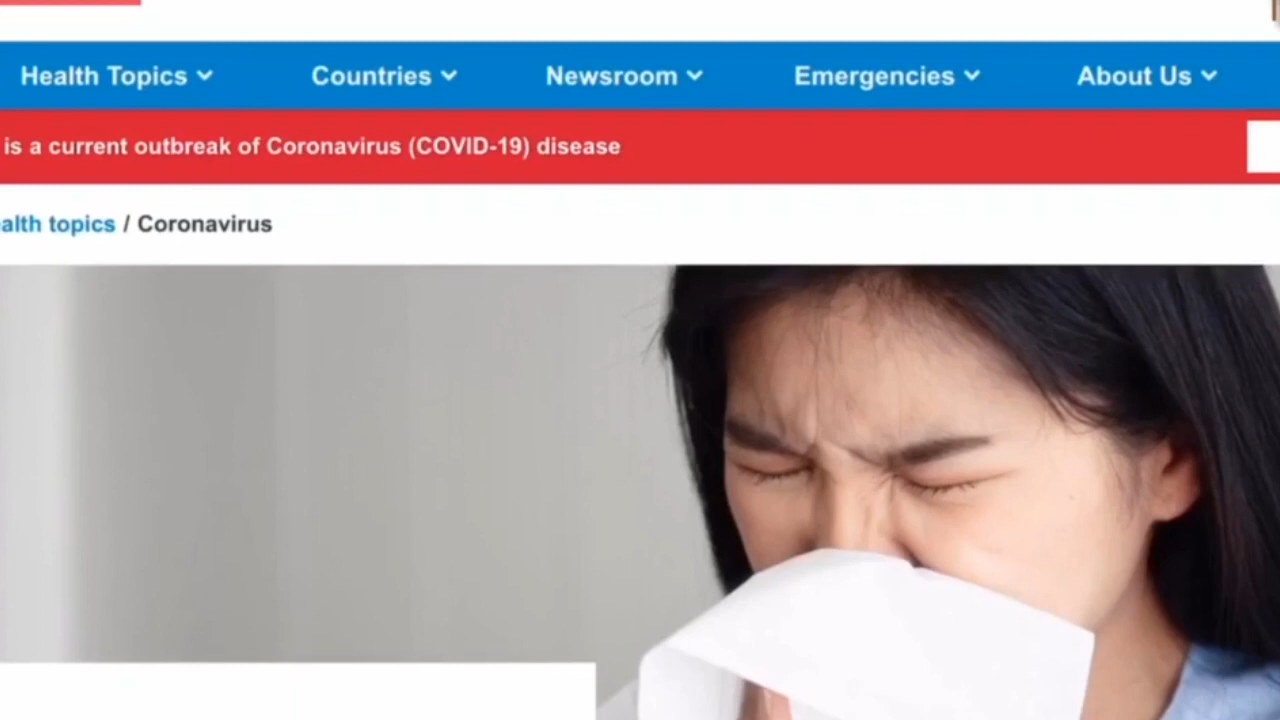 Health Topics Countries Newsroom Emergencies About Us
is a current outbreak of Coronavirus (COVID-19) disease
alth topics / Coronavirus